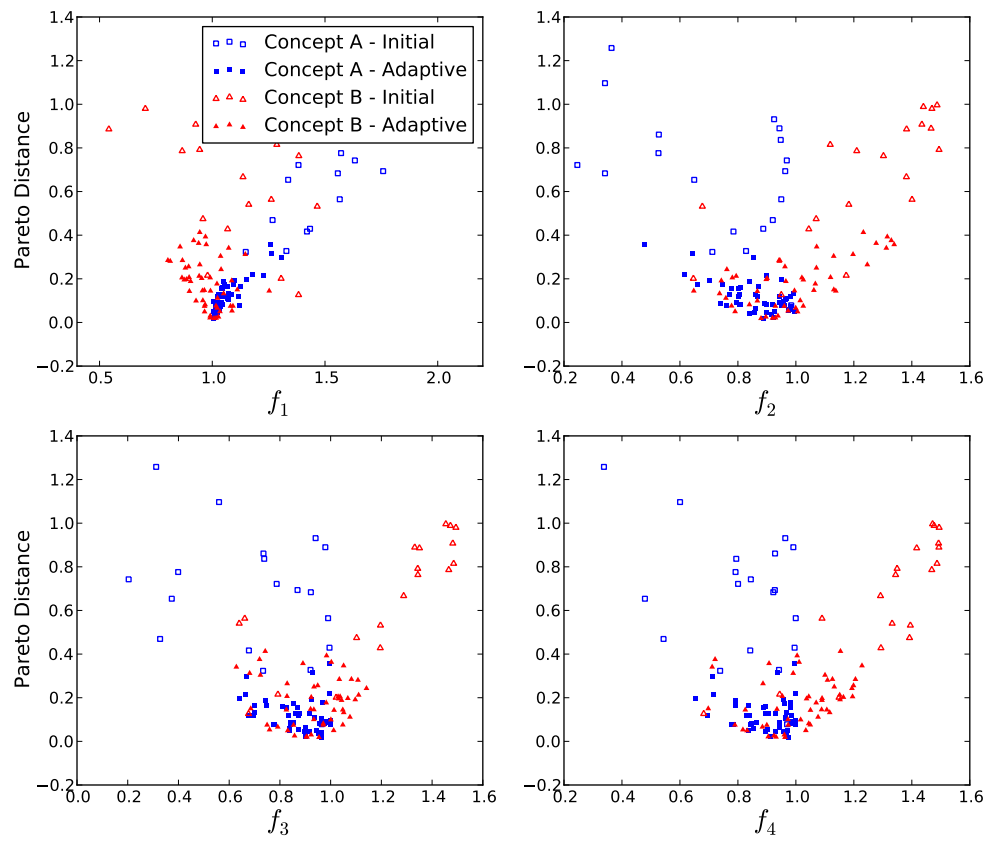 1.4
1.2
1.0
0.8
0.6
0.4
0.2
0.0
−0.2
Pareto Distance
0.5 1.0 1.5 2.0
f1
Concept A - Initial
Concept A - Adaptive
Concept B - Initial
Concept B - Adaptive
1.4
1.2
1.0
0.8
0.6
0.4
0.2
0.0
−0.2
0.2 0.4 0.6 0.8 1.0 1.2 1.4 1.6
f2
1.4
1.2
1.0
0.8
0.6
0.4
0.2
0.0
−0.2
Pareto Distance
0.0 0.2 0.4 0.6 0.8 1.0 1.2 1.4 1.6
f3
1.4
1.2
1.0
0.8
0.6
0.4
0.2
0.0
−0.2
0.2 0.4 0.6 0.8 1.0 1.2 1.4 1.6
f4